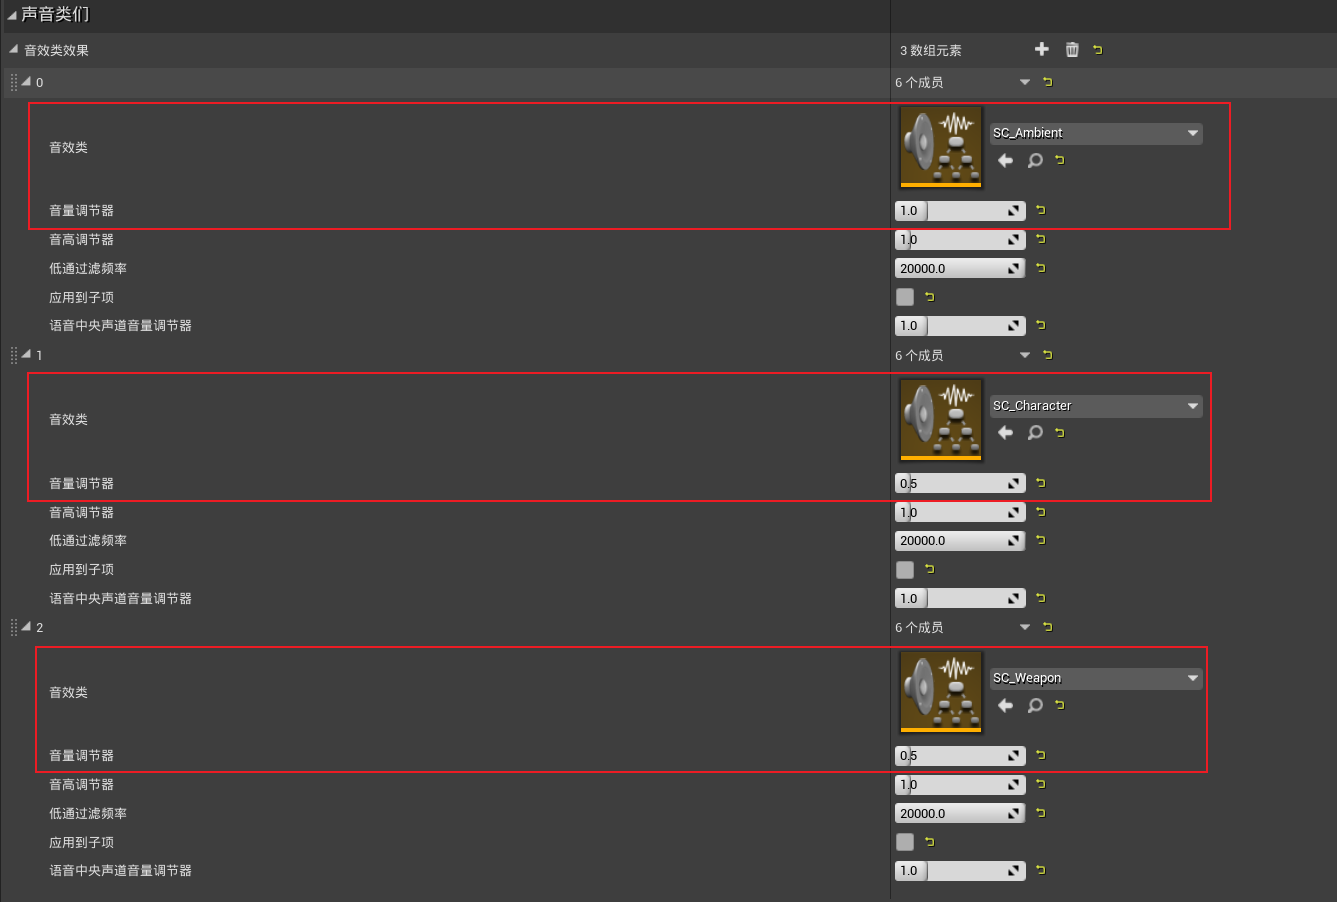 声音类们
音效类效果 3 数组元素
0 6 个成员
音效类 SC_Ambient
音量调节器 1.0
音高调节器 1.0
低通过滤频率 20000.0
应用到子项
语音中央声道音量调节器 1.0
1 6 个成员
音效类 SC_Character
音量调节器 0.5
音高调节器 1.0
低通过滤频率 20000.0
应用到子项
语音中央声道音量调节器 1.0
2 6 个成员
音效类 SC_Weapon
音量调节器 0.5
音高调节器 1.0
低通过滤频率 20000.0
应用到子项
语音中央声道音量调节器 1.0